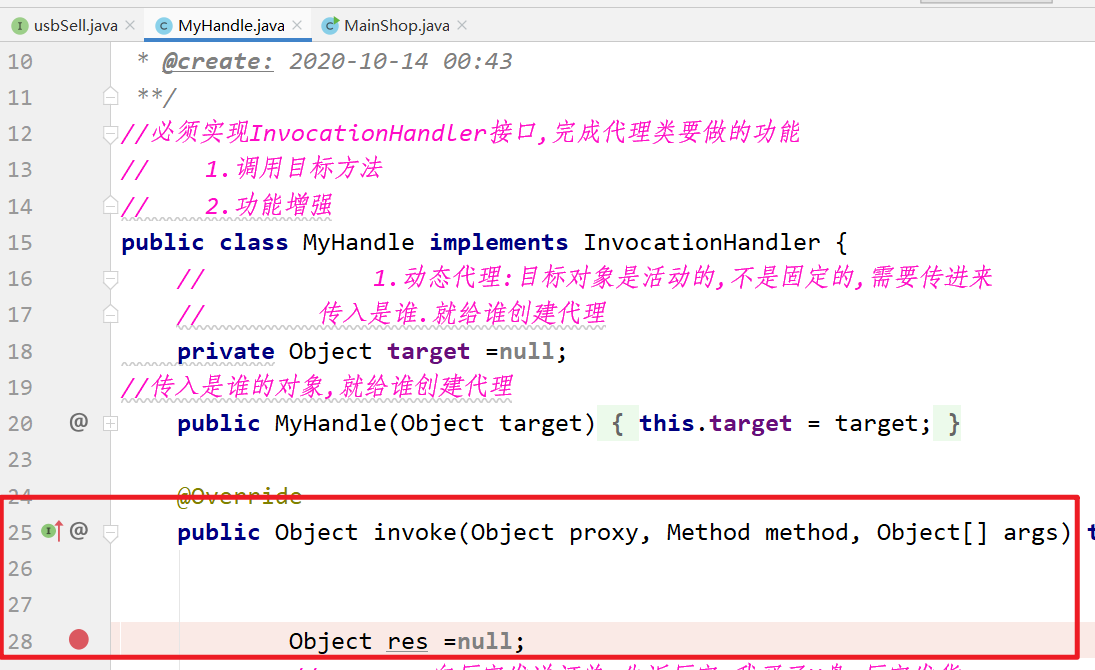 usbSell.java MyHandle.java MainShop.java
10 * @create: 2020-10-14 00:43
11 **/
12 //必须实现InvocationHandler接口,完成代理类要做的功能
13 // 1.调用目标方法
14 // 2.功能增强
15 public class MyHandle implements InvocationHandler {
16 // 1.动态代理:目标对象是活动的,不是固定的,需要传进来
17 // 传入是谁.就给谁创建代理
18 private Object target =null;
19 //传入是谁的对象,就给谁创建代理
20 @ public MyHandle(Object target) { this.target = target; }
23
24 @Override
25 @ public Object invoke(Object proxy, Method method, Object[] args)
26
27
28 Object res =null;